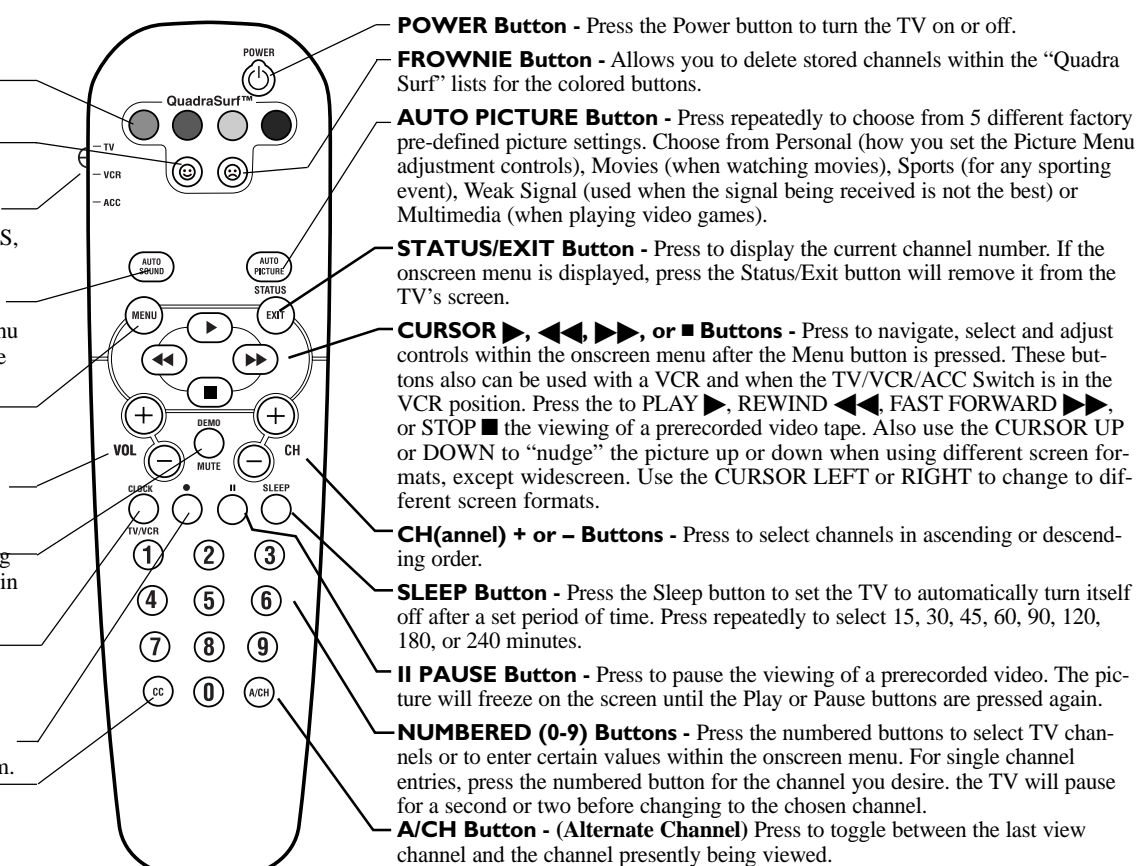 POWER Button - Press the Power button to turn the TV on or off.
FROWNIE Button - Allows you to delete stored channels within the “Quadra
Surf” lists for the colored buttons.
AUTO PICTURE Button - Press repeatedly to choose from 5 different factory
pre-defined picture settings. Choose from Personal (how you set the Picture Menu
adjustment controls), Movies (when watching movies), Sports (for any sporting
event), Weak Signal (used when the signal being received is not the best) or
Multimedia (when playing video games).
STATUS/EXIT Button - Press to display the current channel number. If the
onscreen menu is displayed, press the Status/Exit button will remove it from the
TV’s screen.
CURSOR ▶, ◀◀, ▶▶, or ■ Buttons - Press to navigate, select and adjust
controls within the onscreen menu after the Menu button is pressed. These but-
tons also can be used with a VCR and when the TV/VCR/ACC Switch is in the
VCR position. Press the to PLAY ▶, REWIND ◀◀, FAST FORWARD ▶▶,
or STOP ■ the viewing of a prerecorded video tape. Also use the CURSOR UP
or DOWN to “nudge” the picture up or down when using different screen for-
mats, except widescreen. Use the CURSOR LEFT or RIGHT to change to dif-
ferent screen formats.
CH(annel) + or – Buttons - Press to select channels in ascending or descend-
ing order.
SLEEP Button - Press the Sleep button to set the TV to automatically turn itself
off after a set period of time. Press repeatedly to select 15, 30, 45, 60, 90, 120,
180, or 240 minutes.
II PAUSE Button - Press to pause the viewing of a prerecorded video. The pic-
ture will freeze on the screen until the Play or Pause buttons are pressed again.
NUMBERED (0-9) Buttons - Press the numbered buttons to select TV chan-
nels or to enter certain values within the onscreen menu. For single channel
entries, press the numbered button for the channel you desire. the TV will pause
for a second or two before changing to the chosen channel.
A/CH Button - (Alternate Channel) Press to toggle between the last view
channel and the channel presently being viewed.
POWER
QuadraSurf™
TV
VCR
ACC
S,
AUTO
SOUND
AUTO
PICTURE
STATUS
MENU
EXIT
nu
e
+
+
DEMO
VOL
–
MUTE
–
CH
CLOCK
●
II
SLEEP
TV/VCR
g
in
1 2 3
4 5 6
7 8 9
CC 0 A/CH
n.